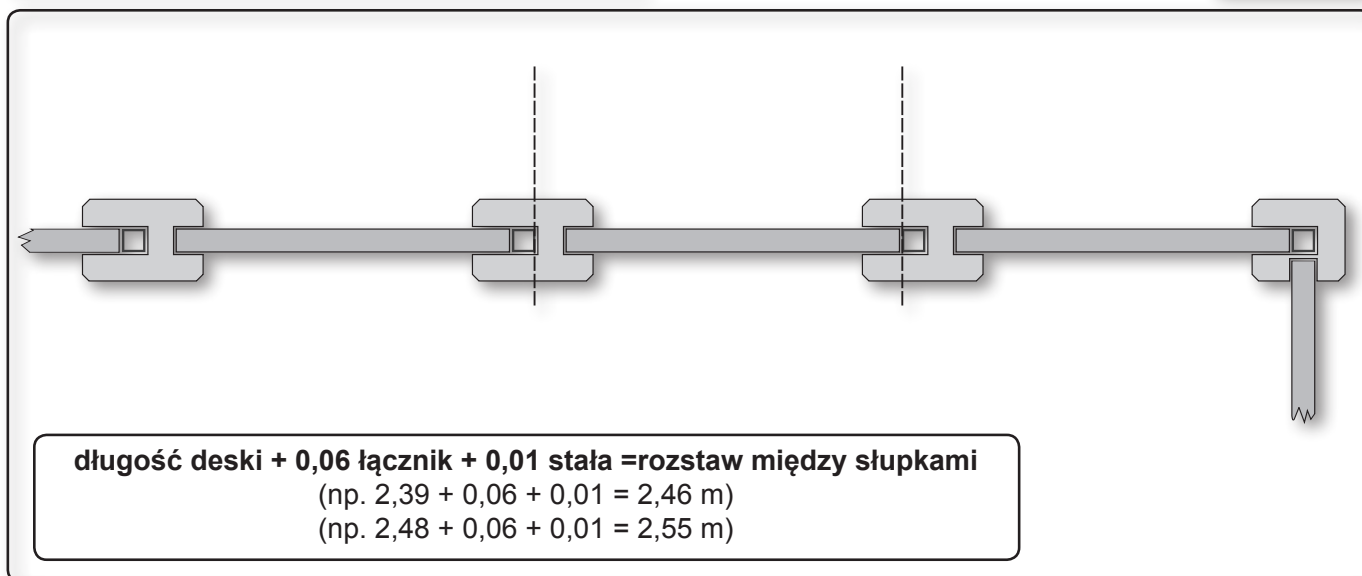 długość deski + 0,06 łącznik + 0,01 stała =rozstaw między słupkami
(np. 2,39 + 0,06 + 0,01 = 2,46 m)
(np. 2,48 + 0,06 + 0,01 = 2,55 m)